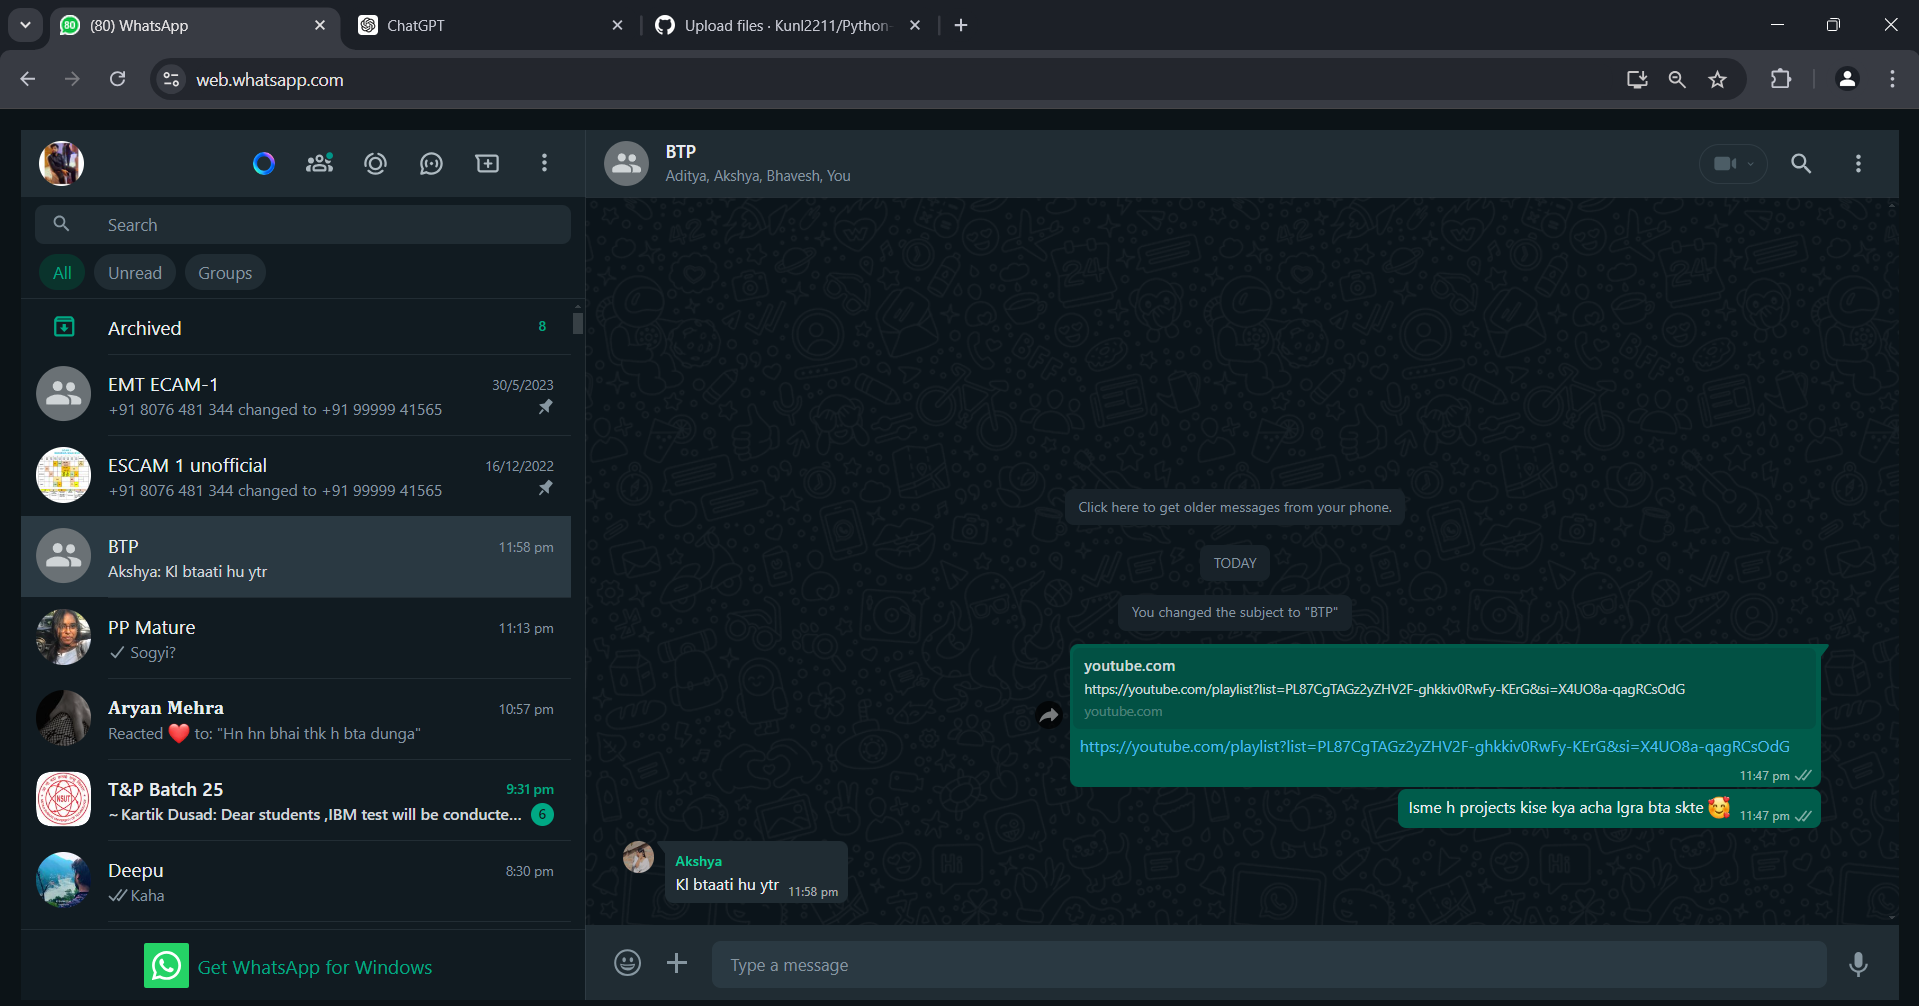 (80) WhatsApp
ChatGPT
Upload files · Kunl2211/Python-
web.whatsapp.com
BTP
Aditya, Akshya, Bhavesh, You
Search
All
Unread
Groups
Archived
8
EMT ECAM-1
30/5/2023
+91 8076 481 344 changed to +91 99999 41565
ESCAM 1 unofficial
16/12/2022
+91 8076 481 344 changed to +91 99999 41565
BTP
11:58 pm
Akshya: Kl btaati hu ytr
PP Mature
11:13 pm
Sogyi?
Aryan Mehra
10:57 pm
Reacted ❤️ to: "Hn hn bhai thk h bta dunga"
T&P Batch 25
9:31 pm
~ Kartik Dusad: Dear students ,IBM test will be conducte...
6
Deepu
8:30 pm
Kaha
Get WhatsApp for Windows
Click here to get older messages from your phone.
TODAY
You changed the subject to "BTP"
youtube.com
https://youtube.com/playlist?list=PL87CgTAGz2yZHV2F-ghkkiv0RwFy-KErG&si=X4UO8a-qagRCsOdG
youtube.com
https://youtube.com/playlist?list=PL87CgTAGz2yZHV2F-ghkkiv0RwFy-KErG&si=X4UO8a-qagRCsOdG
11:47 pm
Isme h projects kise kya acha lgra bta skte 🥰
11:47 pm
Akshya
Kl btaati hu ytr
11:58 pm
Type a message